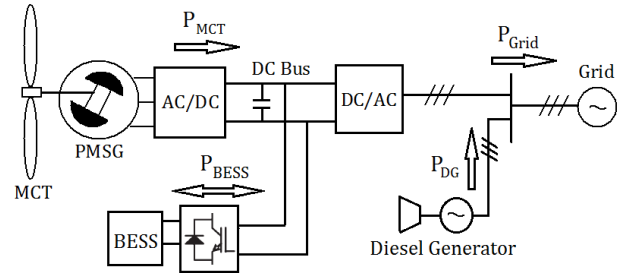 P_MCT
P_Grid
DC Bus
Grid
AC/DC
DC/AC
PMSG
MCT
P_BESS
P_DG
BESS
Diesel Generator